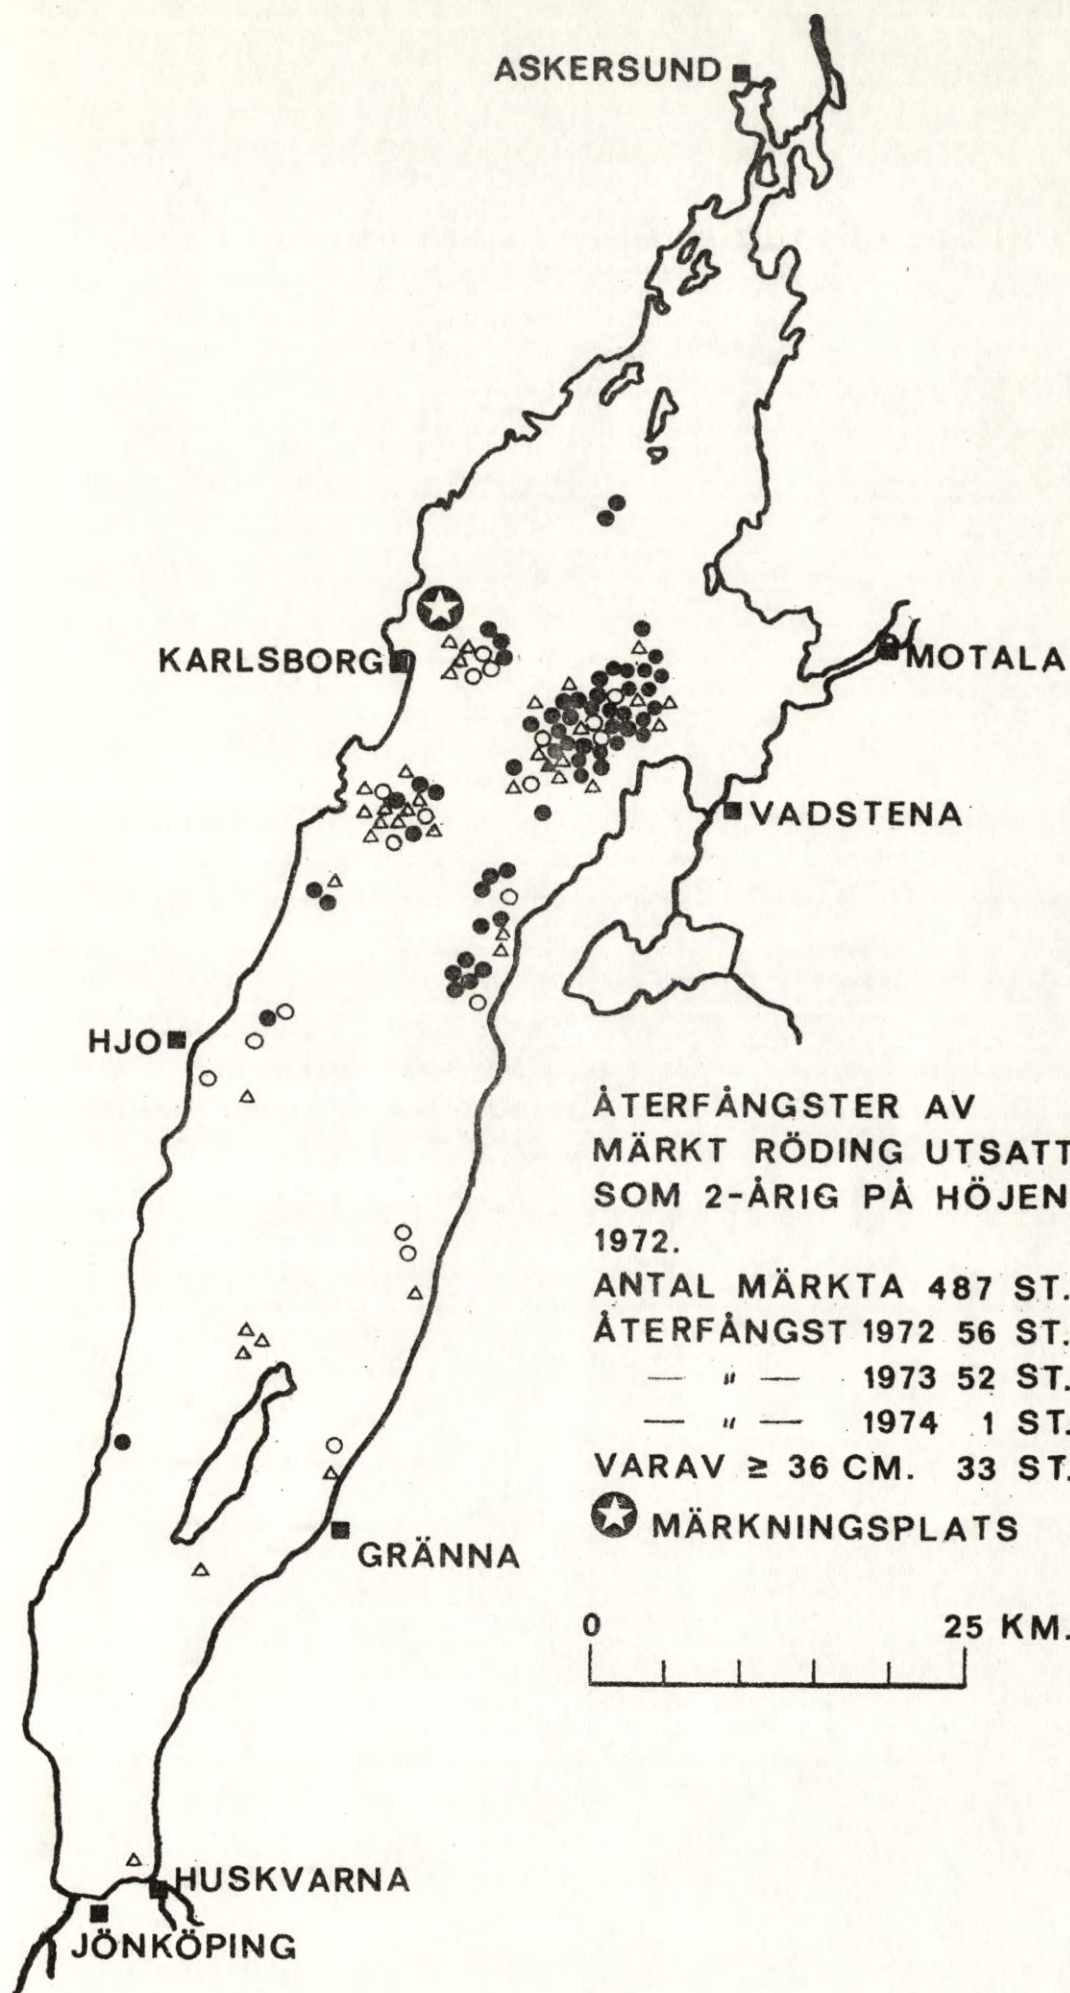 ASKERSUND
KARLSBORG
MOTALA
VADSTENA
HJO
ÅTERFÅNGSTER AV
MÄRKT RÖDING UTSATT
SOM 2-ÅRIG PÅ HÖJEN
1972.
ANTAL MÄRKTA 487 ST.
ÅTERFÅNGST 1972 56 ST.
— " — 1973 52 ST.
— " — 1974 1 ST.
VARAV ≥ 36 CM. 33 ST.
MÄRKNINGSPLATS
GRÄNNA
0 25 KM.
HUSKVARNA
JÖNKÖPING